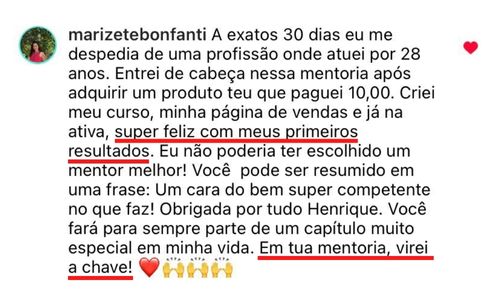 marizetebonfanti A exatos 30 dias eu me
despedia de uma profissão onde atuei por 28
anos. Entrei de cabeça nessa mentoria após
adquirir um produto teu que paguei 10,00. Criei
meu curso, minha página de vendas e já na
ativa, super feliz com meus primeiros
resultados. Eu não poderia ter escolhido um
mentor melhor! Você  pode ser resumido em
uma frase: Um cara do bem super competente
no que faz! Obrigada por tudo Henrique. Você
fará para sempre parte de um capítulo muito
especial em minha vida. Em tua mentoria, virei
a chave! ❤️🙌🙌🙌